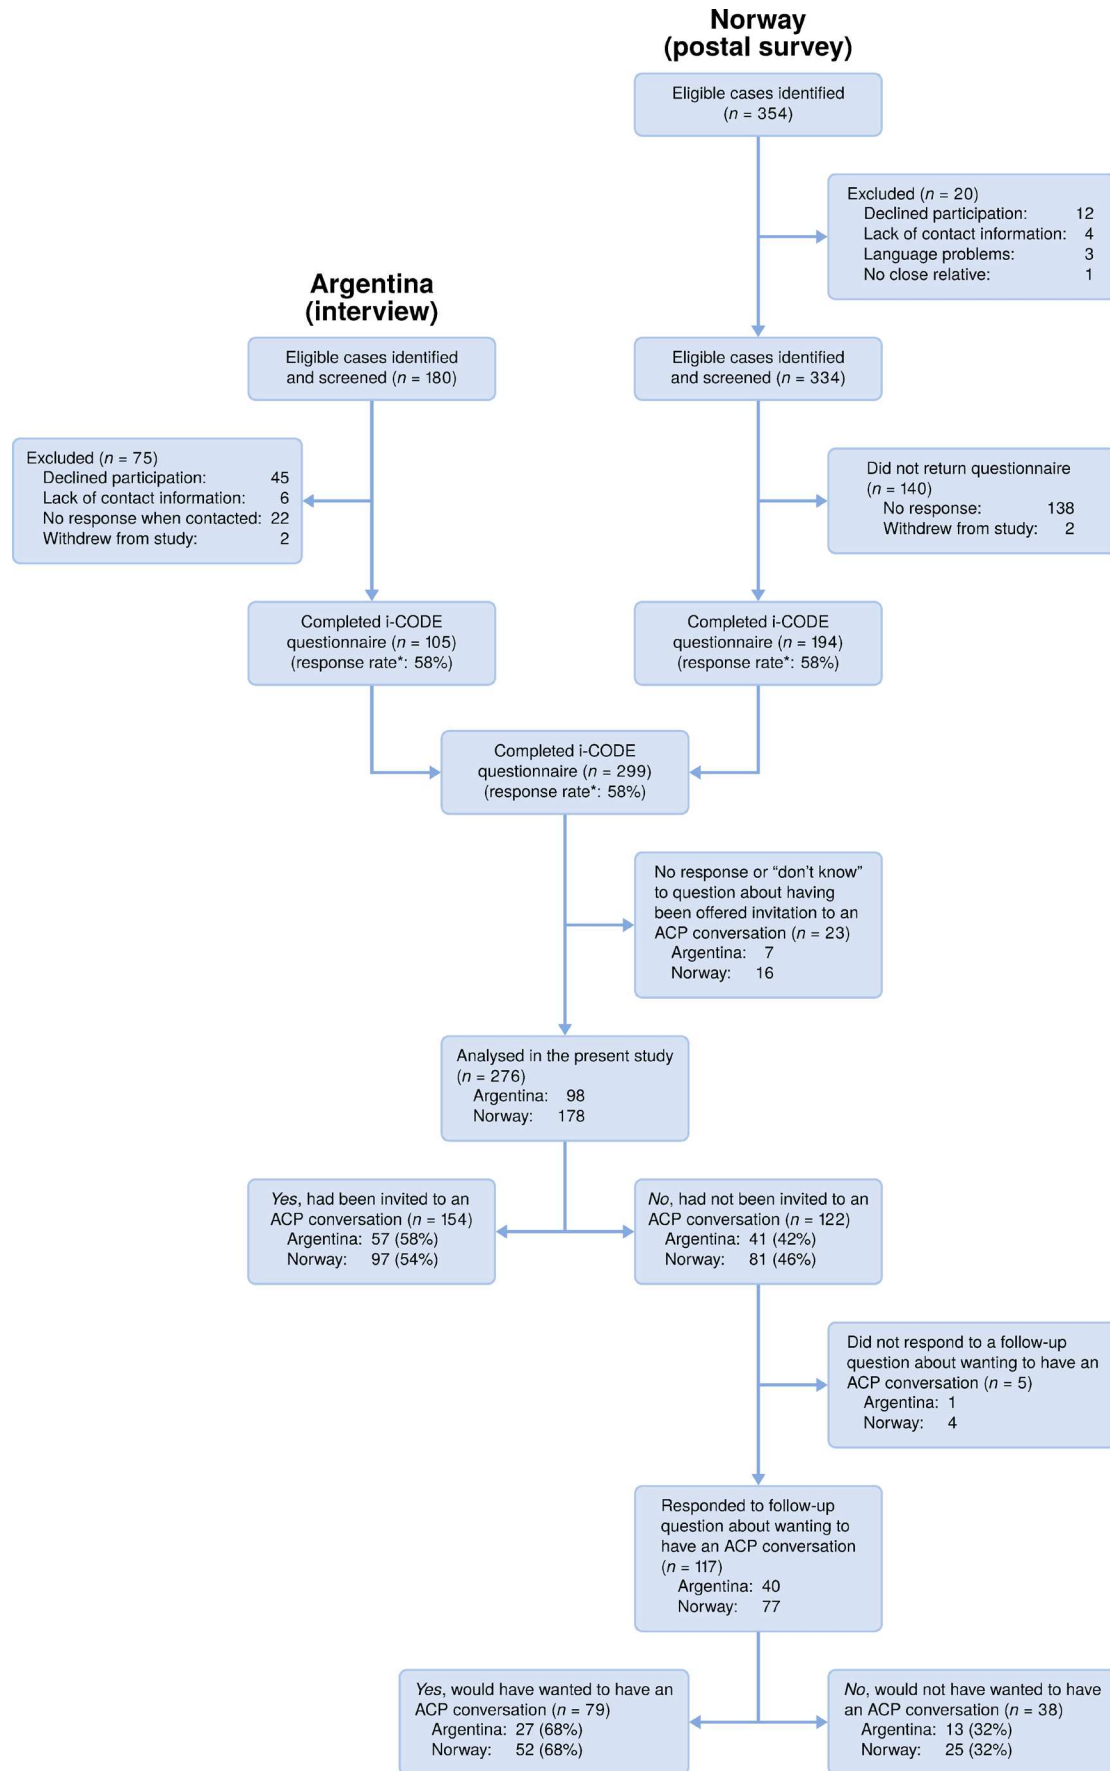 Norway
(postal survey)
Eligible cases identified
(n = 354)
Excluded (n = 20)
Declined participation: 12
Lack of contact information: 4
Language problems: 3
No close relative: 1
Argentina
(interview)
Eligible cases identified
and screened (n = 180)
Eligible cases identified
and screened (n = 334)
Excluded (n = 75)
Declined participation: 45
Lack of contact information: 6
No response when contacted: 22
Withdrew from study: 2
Did not return questionnaire
(n = 140)
No response: 138
Withdrew from study: 2
Completed i-CODE
questionnaire (n = 105)
(response rate*: 58%)
Completed i-CODE
questionnaire (n = 194)
(response rate*: 58%)
Completed i-CODE
questionnaire (n = 299)
(response rate*: 58%)
No response or “don’t know”
to question about having
been offered invitation to an
ACP conversation (n = 23)
Argentina: 7
Norway: 16
Analysed in the present study
(n = 276)
Argentina: 98
Norway: 178
Yes, had been invited to an
ACP conversation (n = 154)
Argentina: 57 (58%)
Norway: 97 (54%)
No, had not been invited to an
ACP conversation (n = 122)
Argentina: 41 (42%)
Norway: 81 (46%)
Did not respond to a follow-up
question about wanting to have an
ACP conversation (n = 5)
Argentina: 1
Norway: 4
Responded to follow-up
question about wanting to
have an ACP conversation
(n = 117)
Argentina: 40
Norway: 77
Yes, would have wanted to have an
ACP conversation (n = 79)
Argentina: 27 (68%)
Norway: 52 (68%)
No, would not have wanted to have
an ACP conversation (n = 38)
Argentina: 13 (32%)
Norway: 25 (32%)